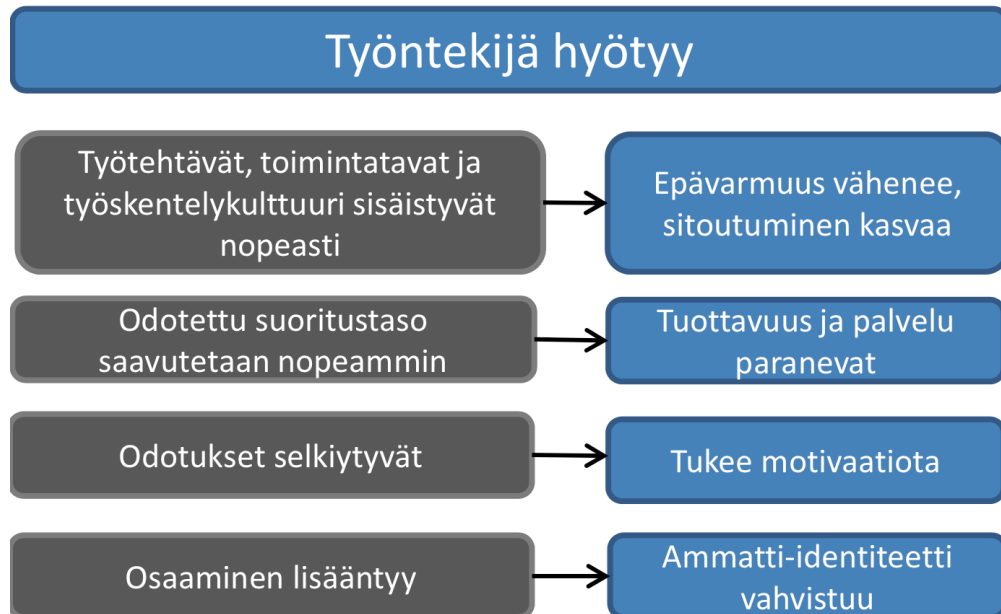 Työntekijä hyötyy
Työtehtävät, toimintatavat ja
työskentelykulttuuri sisäistyvät
nopeasti
Epävarmuus vähenee,
sitoutuminen kasvaa
Odotettu suoritustaso
saavutetaan nopeammin
Tuottavuus ja palvelu
paranevat
Odotukset selkiytyvät
Tukee motivaatiota
Osaaminen lisääntyy
Ammatti-identiteetti
vahvistuu